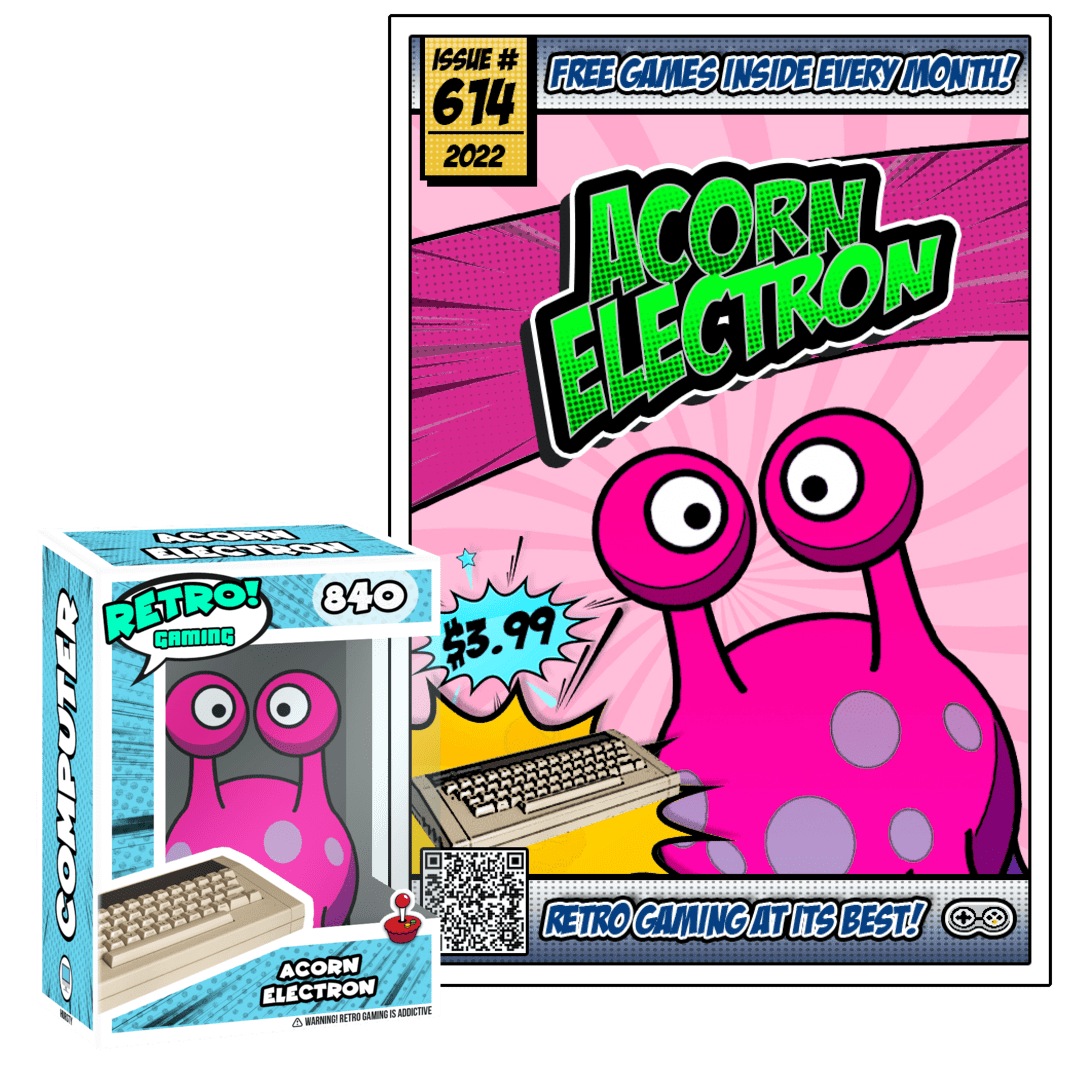 ISSUE #
614
2022
FREE GAMES INSIDE EVERY MONTH!
ACORN
ELECTRON
$3.99
RETRO GAMING AT ITS BEST!
ACORN
ELECTRON
RETRO!
GAMING
840
COMPUTER
ACORN
ELECTRON
WARNING! RETRO GAMING IS ADDICTIVE